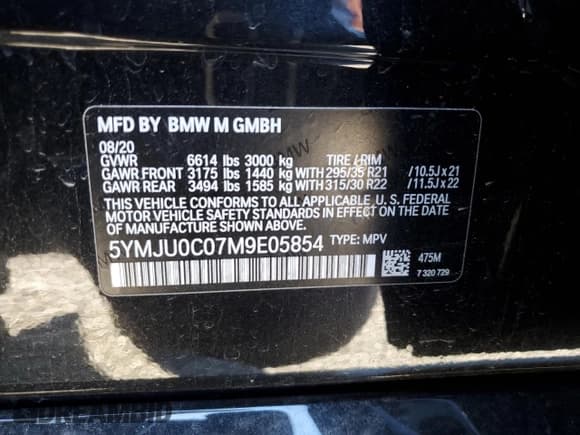 MFD BY BMW M GMBH
08/20
GVWR 6614 lbs 3000 kg TIRE / RIM
GAWR FRONT 3175 lbs 1440 kg WITH 295/35 R21 /10.5J x 21
GAWR REAR 3494 lbs 1585 kg WITH 315/30 R22 /11.5J x 22
THIS VEHICLE CONFORMS TO ALL APPLICABLE U. S. FEDERAL
MOTOR VEHICLE SAFETY STANDARDS IN EFFECT ON THE DATE OF
MANUFACTURE SHOWN ABOVE.
5YMJU0C07M9E05854 TYPE: MPV
475M
7 320 729
DREAMBID